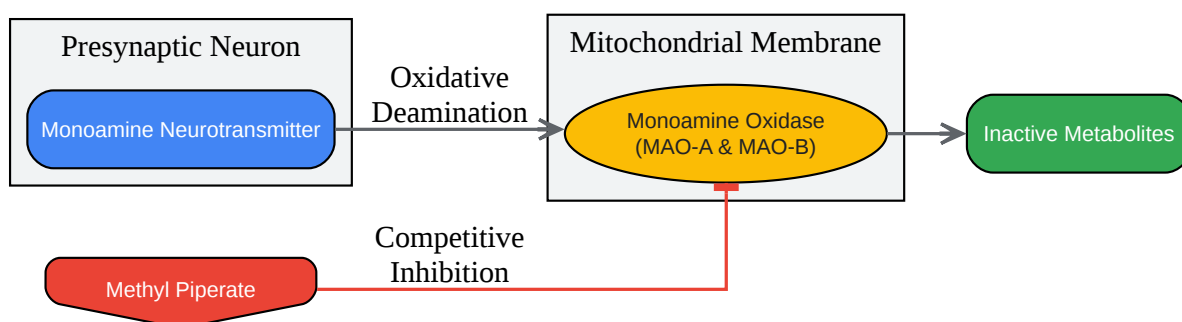 Presynaptic Neuron
Monoamine Neurotransmitter
Oxidative
Deamination
Mitochondrial Membrane
Monoamine Oxidase
(MAO-A & MAO-B)
Inactive Metabolites
Competitive
Inhibition
Methyl Piperate